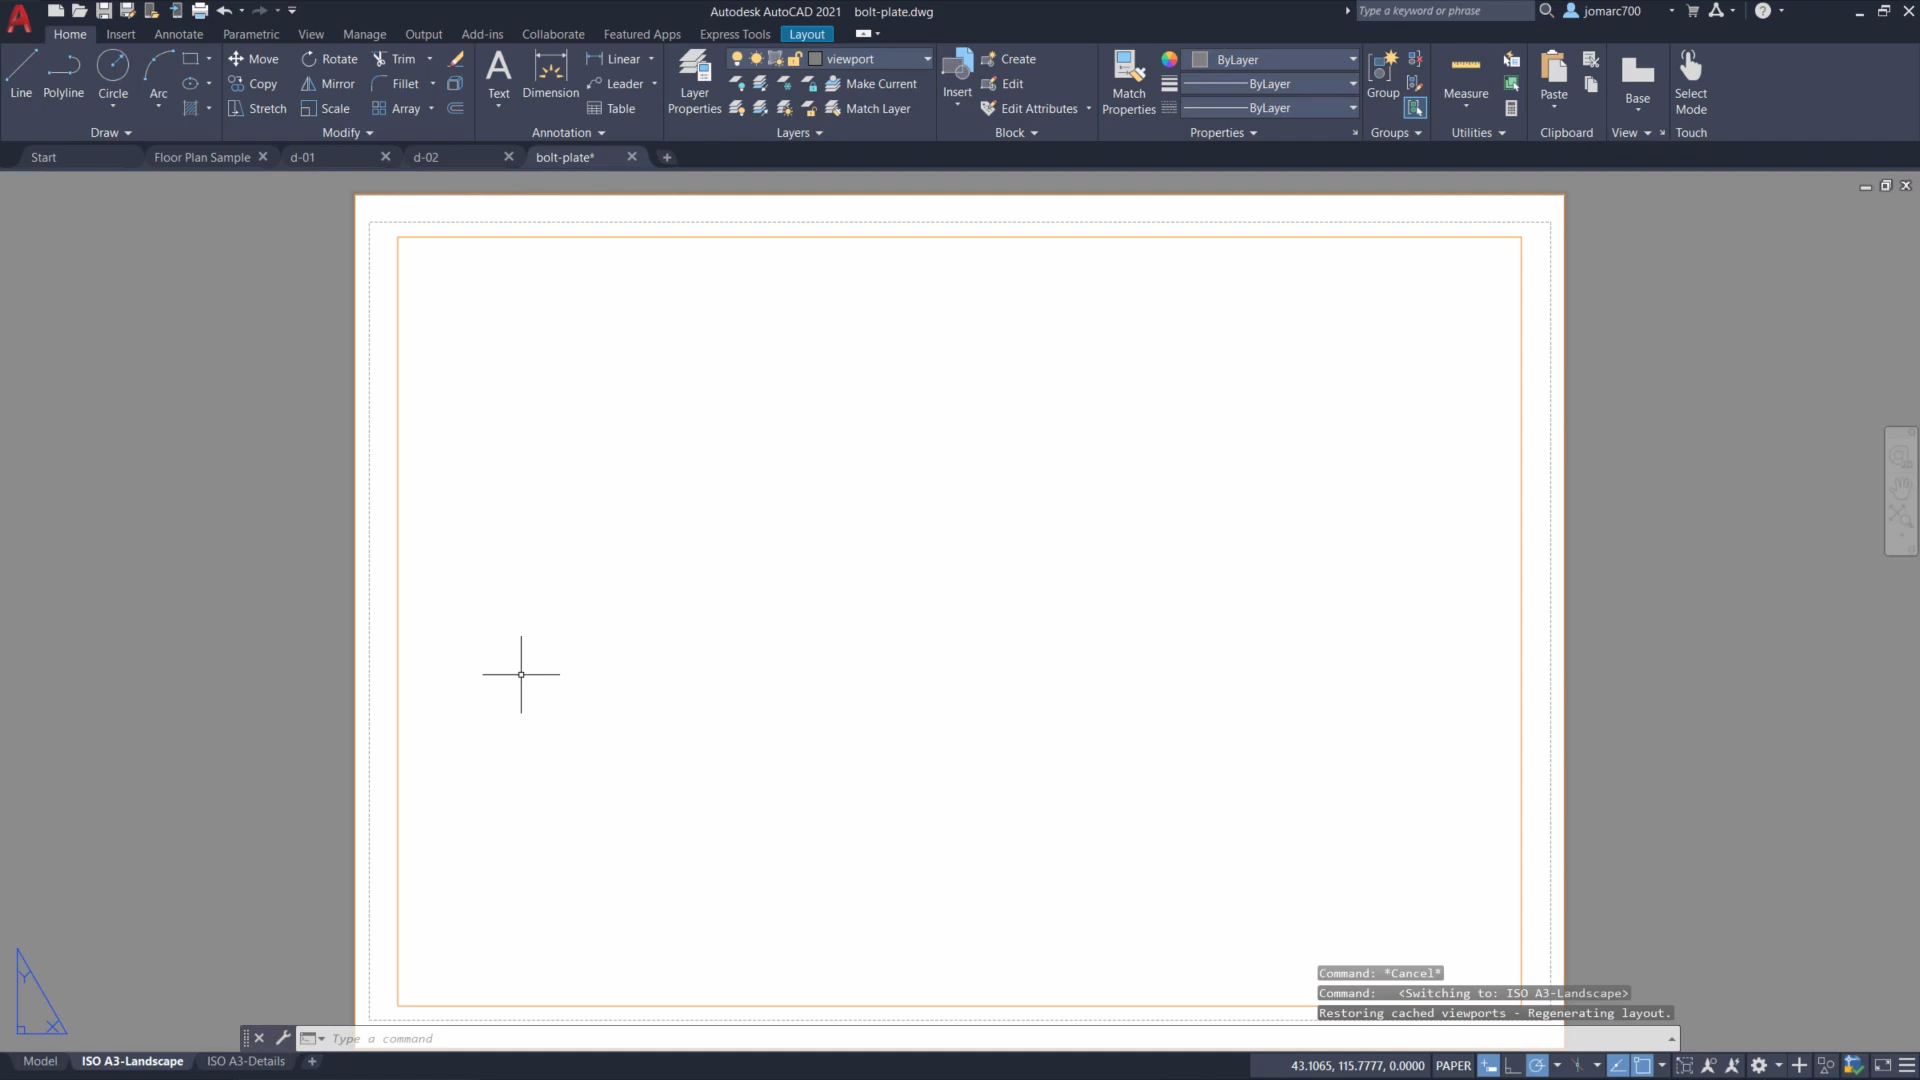 Autodesk AutoCAD 2021 bolt-plate.dwg
Type a keyword or phrase
jomarc700
Home Insert Annotate Parametric View Manage Output Add-ins Collaborate Featured Apps Express Tools Layout
Line Polyline Circle Arc
Move Rotate Trim
Copy Mirror Fillet
Stretch Scale Array
Text Dimension
Linear
Leader
Table
Layer Properties
viewport
Make Current
Match Layer
Insert
Create
Edit
Edit Attributes
Match Properties
ByLayer
ByLayer
ByLayer
Group
Measure
Paste
Base
Select Mode
Draw Modify Annotation Layers Block Properties Groups Utilities Clipboard View Touch
Start Floor Plan Sample d-01 d-02 bolt-plate*
Command: *Cancel*
Command: <Switching to: ISO A3-Landscape>
Restoring cached viewports - Regenerating layout.
Y
X
Type a command
Model ISO A3-Landscape ISO A3-Details
43.1065, 115.7777, 0.0000 PAPER